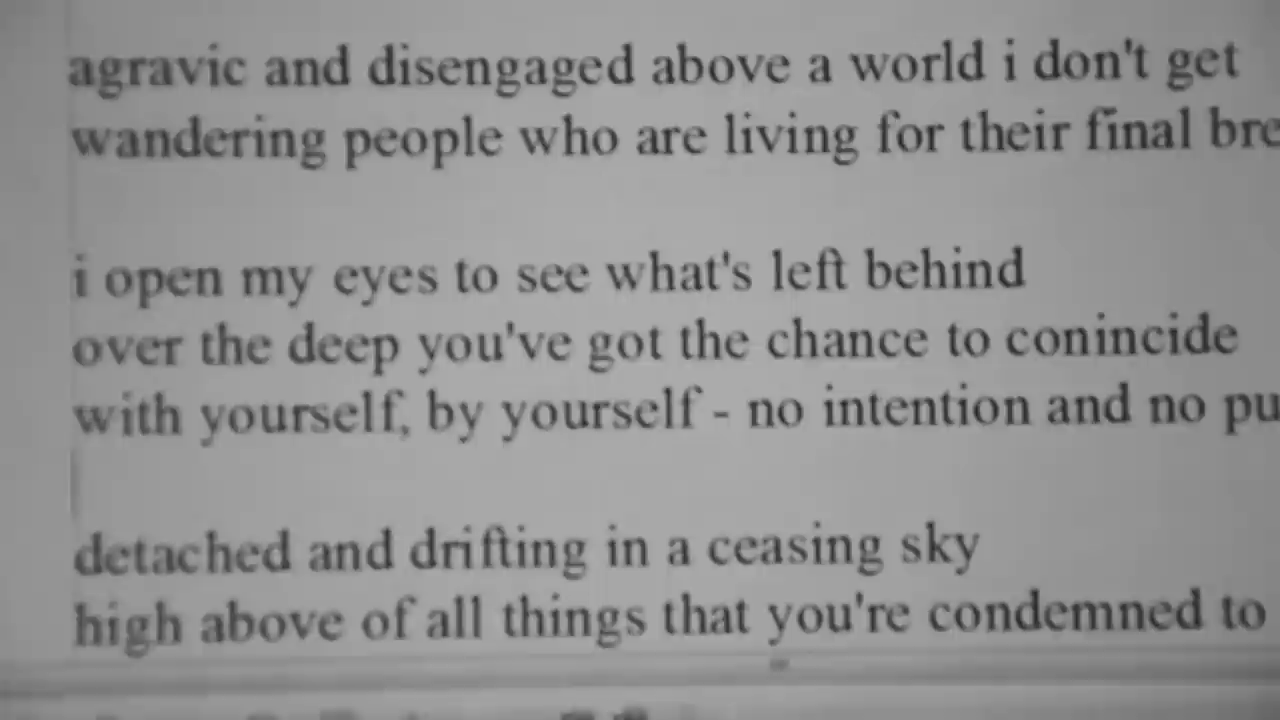 agravic and disengaged above a world i don't get
wandering people who are living for their final bre
i open my eyes to see what's left behind
over the deep you've got the chance to conincide
with yourself, by yourself - no intention and no pu
detached and drifting in a ceasing sky
high above of all things that you're condemned to